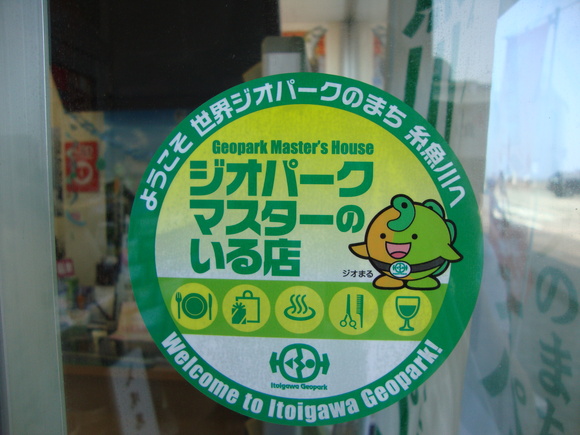 ようこそ 世界ジオパークのまち 糸魚川へ
Geopark Master's House
ジオパーク
マスターの
いる店
ジオまる
Itoigawa Geopark
Welcome to Itoigawa Geopark!